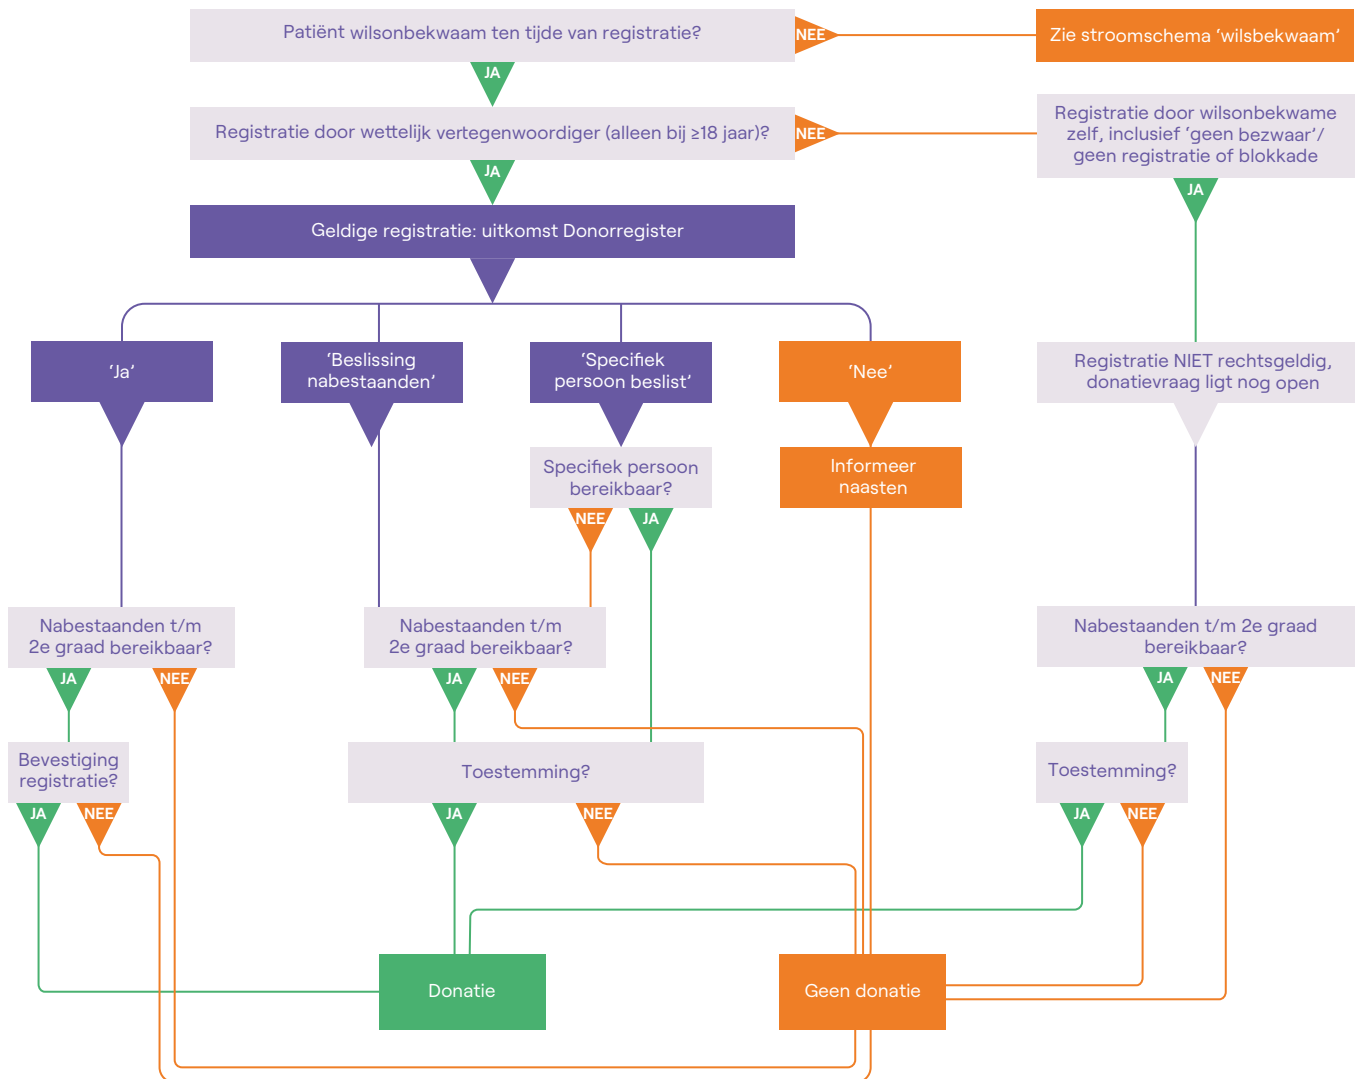 Patiënt wilsonbekwaam ten tijde van registratie?
NEE
Zie stroomschema ‘wilsbekwaam’
JA
Registratie door wettelijk vertegenwoordiger (alleen bij ≥18 jaar)?
NEE
Registratie door wilsonbekwame
zelf, inclusief ‘geen bezwaar’/
geen registratie of blokkade
JA
JA
Geldige registratie: uitkomst Donorregister
‘Ja’
‘Beslissing
nabestaanden’
‘Specifiek
persoon beslist’
‘Nee’
Registratie NIET rechtsgeldig,
donatievraag ligt nog open
Specifiek persoon
bereikbaar?
Informeer
naasten
NEE
JA
Nabestaanden t/m
2e graad bereikbaar?
Nabestaanden t/m
2e graad bereikbaar?
Nabestaanden t/m 2e graad
bereikbaar?
JA
NEE
JA
NEE
JA
NEE
Bevestiging
registratie?
Toestemming?
Toestemming?
JA
NEE
JA
NEE
JA
NEE
Donatie
Geen donatie